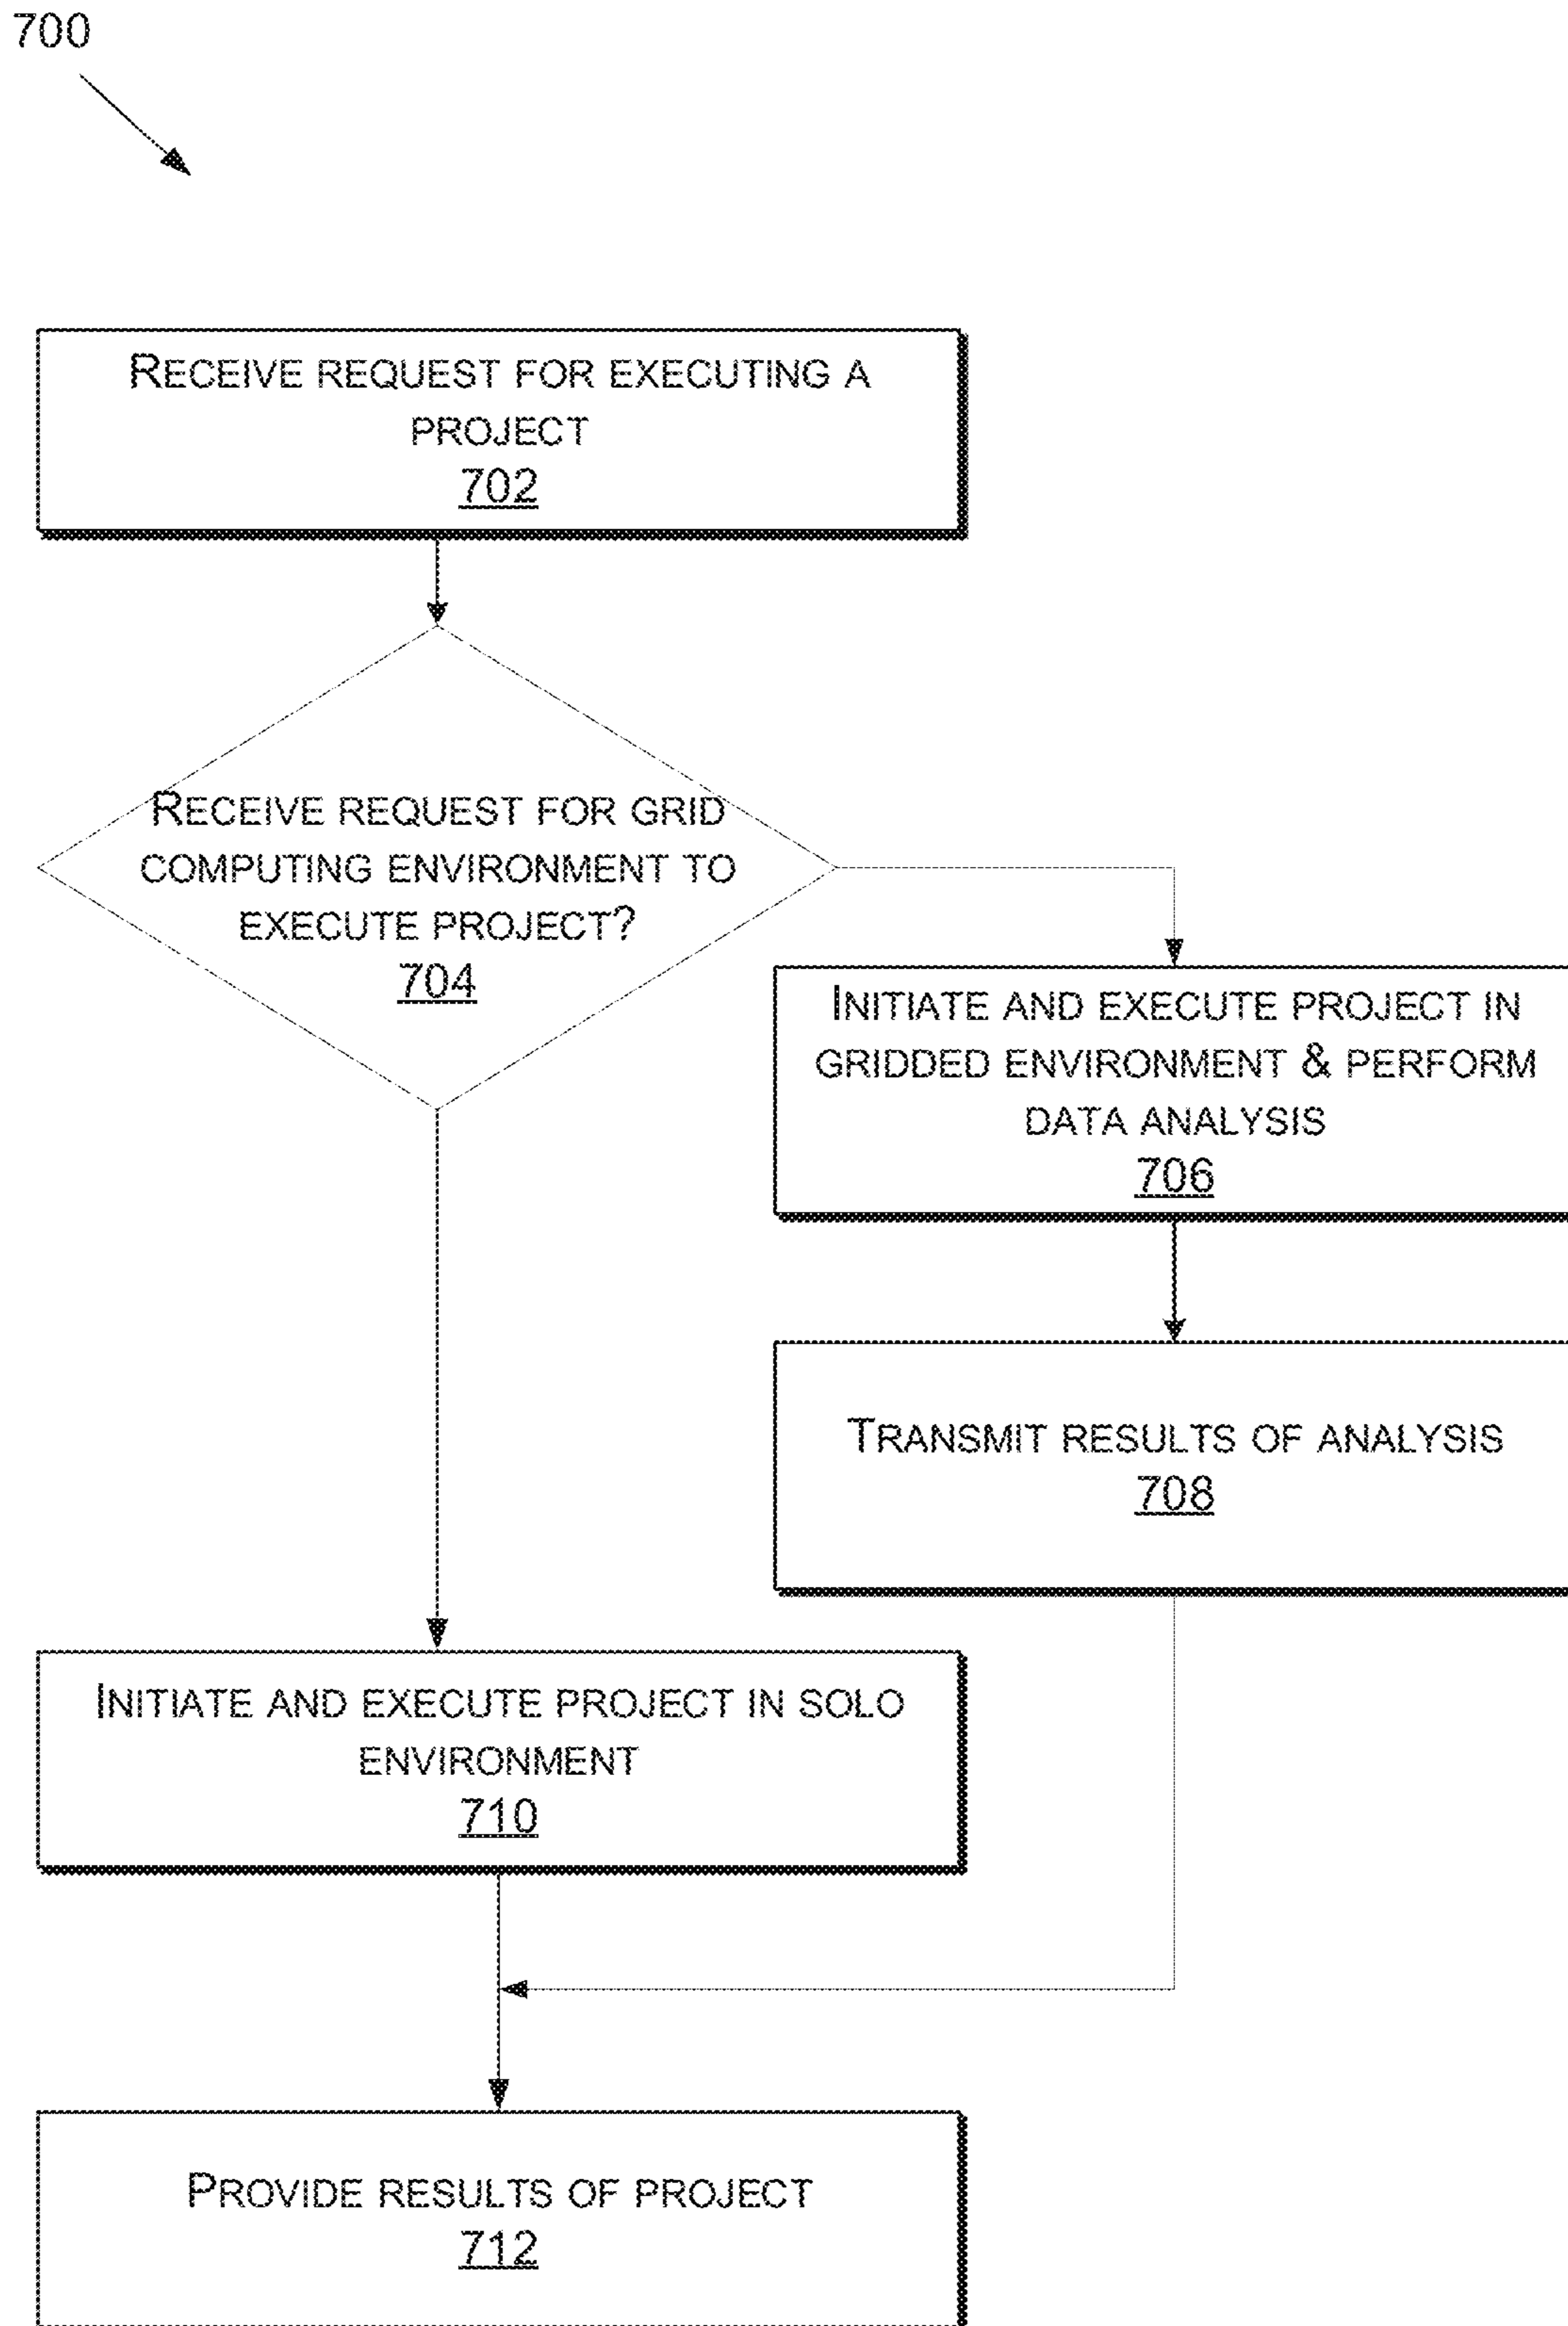 700
RECEIVE REQUEST FOR EXECUTING A
PROJECT
702
RECEIVE REQUEST FOR GRID
COMPUTING ENVIRONMENT TO
EXECUTE PROJECT?
704
INITIATE AND EXECUTE PROJECT IN
GRIDDED ENVIRONMENT & PERFORM
DATA ANALYSIS
706
TRANSMIT RESULTS OF ANALYSIS
708
INITIATE AND EXECUTE PROJECT IN SOLO
ENVIRONMENT
710
PROVIDE RESULTS OF PROJECT
712